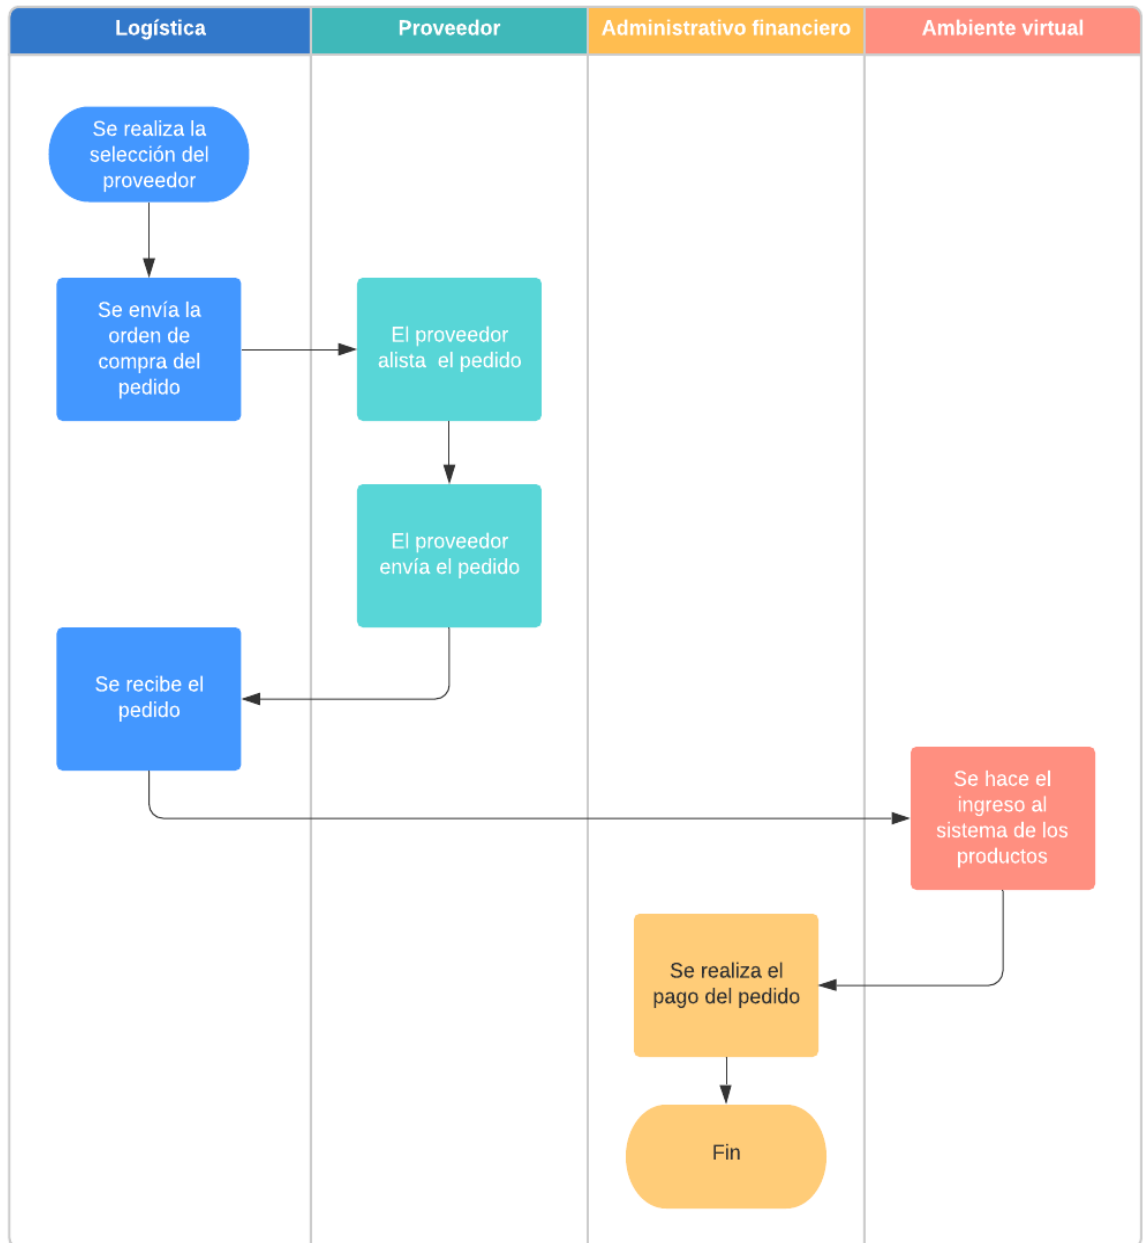 Logística
Proveedor
Administrativo financiero
Ambiente virtual
Se realiza la
selección del
proveedor
Se envía la
orden de
compra del
pedido
El proveedor
alista  el pedido
El proveedor
envía el pedido
Se recibe el
pedido
Se hace el
ingreso al
sistema de los
productos
Se realiza el
pago del pedido
Fin